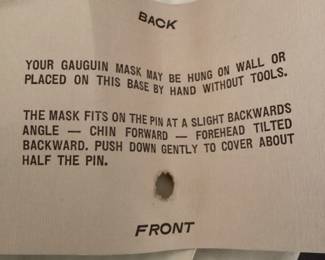 BACK
YOUR GAUGUIN MASK MAY BE HUNG ON WALL OR
PLACED ON THIS BASE BY HAND WITHOUT TOOLS.
THE MASK FITS ON THE PIN AT A SLIGHT BACKWARDS
ANGLE — CHIN FORWARD — FOREHEAD TILTED
BACKWARD. PUSH DOWN GENTLY TO COVER ABOUT
HALF THE PIN.
FRONT